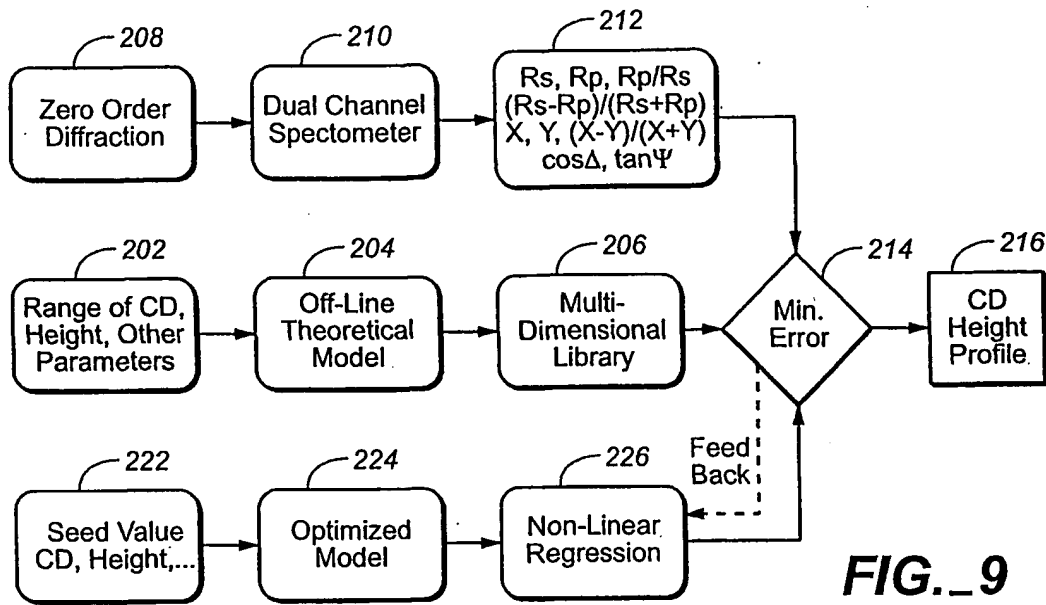 208
Zero Order
Diffraction
210
Dual Channel
Spectometer
212
Rs, Rp, Rp/Rs
(Rs-Rp)/(Rs+Rp)
X, Y, (X-Y)/(X+Y)
cosΔ, tanΨ
202
Range of CD,
Height, Other
Parameters
204
Off-Line
Theoretical
Model
206
Multi-
Dimensional
Library
214
Min.
Error
216
CD
Height
Profile
222
Seed Value
CD, Height,...
224
Optimized
Model
226
Non-Linear
Regression
Feed
Back
FIG._9